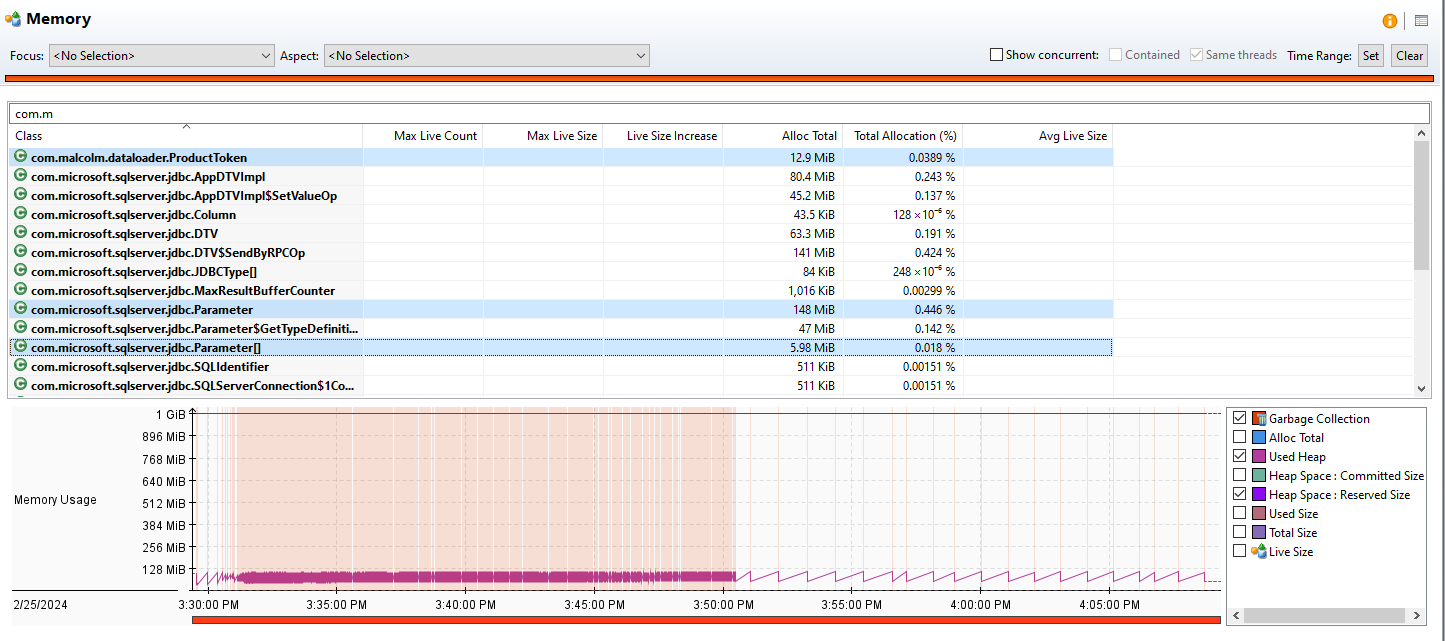 Memory
Focus: <No Selection> Aspect: <No Selection> Show concurrent: Contained Same threads Time Range: Set Clear
com.m
Class Max Live Count Max Live Size Live Size Increase Alloc Total Total Allocation (%) Avg Live Size
com.malcolm.dataloader.ProductToken 12.9 MiB 0.0389 %
com.microsoft.sqlserver.jdbc.AppDTVImpl 80.4 MiB 0.243 %
com.microsoft.sqlserver.jdbc.AppDTVImpl$SetValueOp 45.2 MiB 0.137 %
com.microsoft.sqlserver.jdbc.Column 43.5 KiB 128 ×10⁻⁶ %
com.microsoft.sqlserver.jdbc.DTV 63.3 MiB 0.191 %
com.microsoft.sqlserver.jdbc.DTV$SendByRPCOp 141 MiB 0.424 %
com.microsoft.sqlserver.jdbc.JDBCType[] 84 KiB 248 ×10⁻⁶ %
com.microsoft.sqlserver.jdbc.MaxResultBufferCounter 1,016 KiB 0.00299 %
com.microsoft.sqlserver.jdbc.Parameter 148 MiB 0.446 %
com.microsoft.sqlserver.jdbc.Parameter$GetTypeDefiniti... 47 MiB 0.142 %
com.microsoft.sqlserver.jdbc.Parameter[] 5.98 MiB 0.018 %
com.microsoft.sqlserver.jdbc.SQLIdentifier 511 KiB 0.00151 %
com.microsoft.sqlserver.jdbc.SQLServerConnection$1Co... 511 KiB 0.00151 %
Memory Usage
1 GiB
896 MiB
768 MiB
640 MiB
512 MiB
384 MiB
256 MiB
128 MiB
2/25/2024 3:30:00 PM 3:35:00 PM 3:40:00 PM 3:45:00 PM 3:50:00 PM 3:55:00 PM 4:00:00 PM 4:05:00 PM
Garbage Collection
Alloc Total
Used Heap
Heap Space : Committed Size
Heap Space : Reserved Size
Used Size
Total Size
Live Size